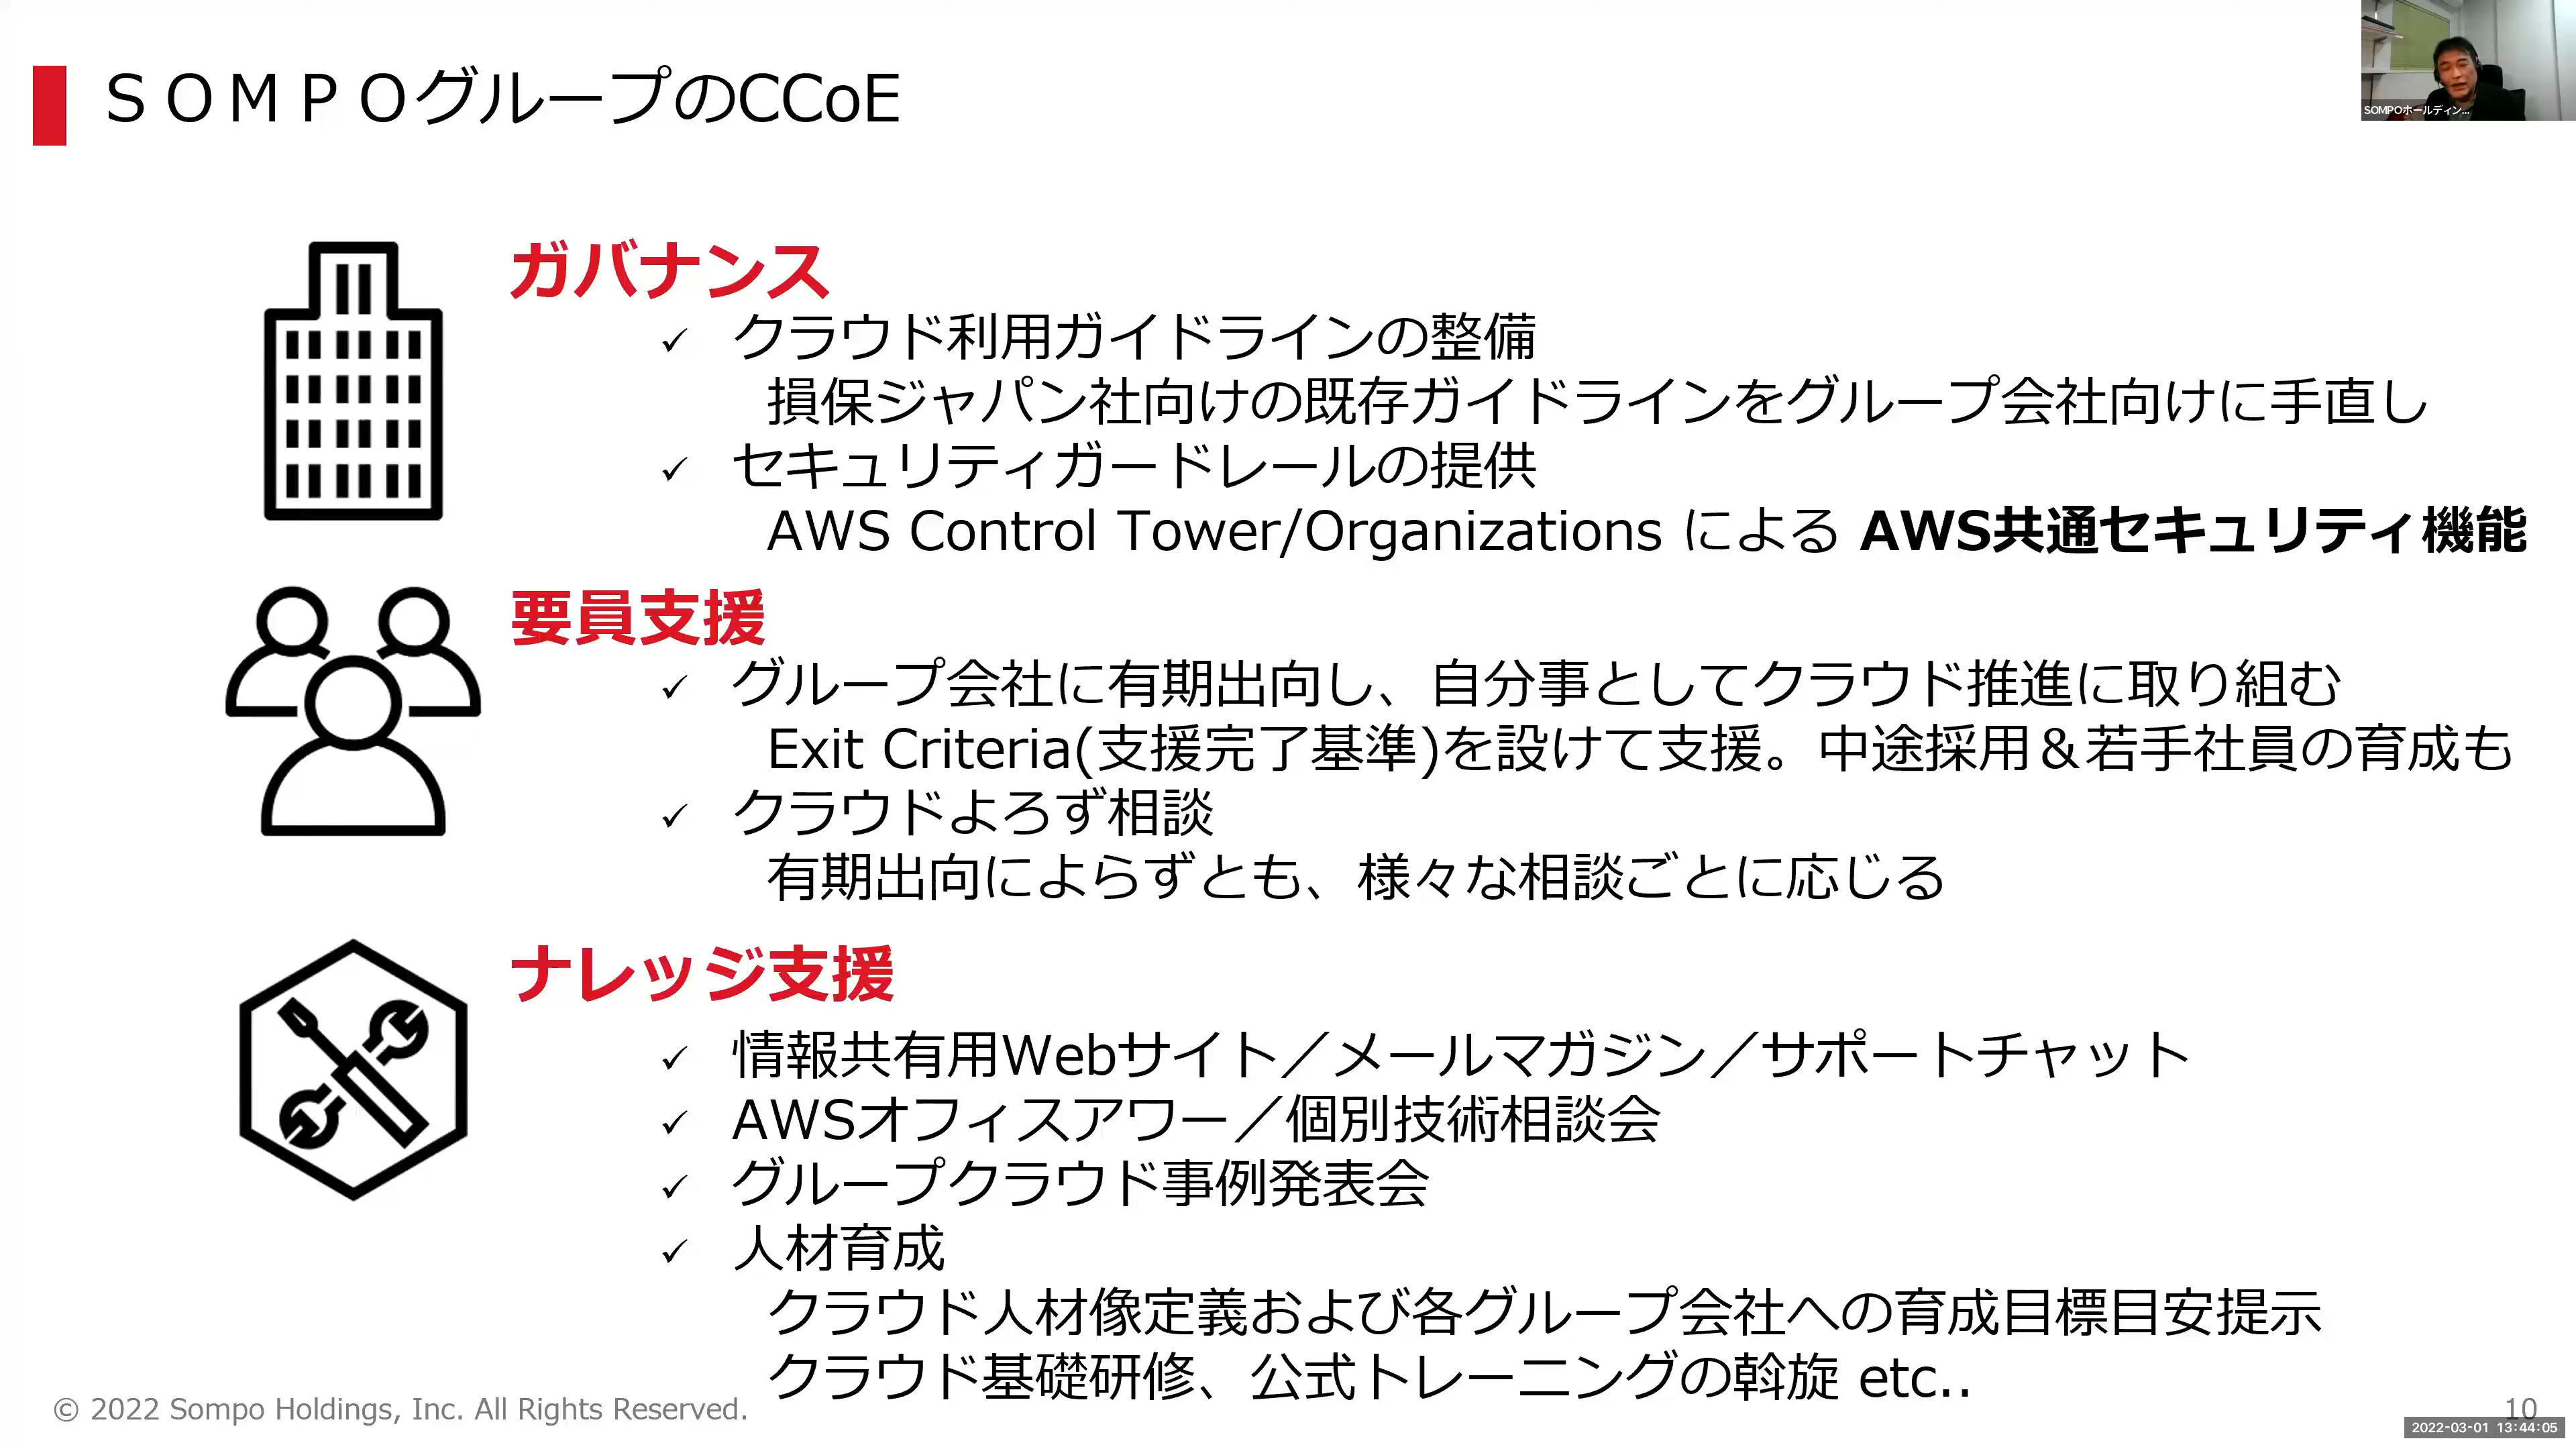 ＳＯＭＰＯグループのCCoE
SOMPOホールディン...
ガバナンス
✓ クラウド利用ガイドラインの整備
損保ジャパン社向けの既存ガイドラインをグループ会社向けに手直し
✓ セキュリティガードレールの提供
AWS Control Tower/Organizations による AWS共通セキュリティ機能
要員支援
✓ グループ会社に有期出向し、自分事としてクラウド推進に取り組む
Exit Criteria(支援完了基準)を設けて支援。中途採用＆若手社員の育成も
✓ クラウドよろず相談
有期出向によらずとも、様々な相談ごとに応じる
ナレッジ支援
✓ 情報共有用Webサイト／メールマガジン／サポートチャット
✓ AWSオフィスアワー／個別技術相談会
✓ グループクラウド事例発表会
✓ 人材育成
クラウド人材像定義および各グループ会社への育成目標目安提示
クラウド基礎研修、公式トレーニングの斡旋 etc..
© 2022 Sompo Holdings, Inc. All Rights Reserved.
10
2022-03-01 13:44:05